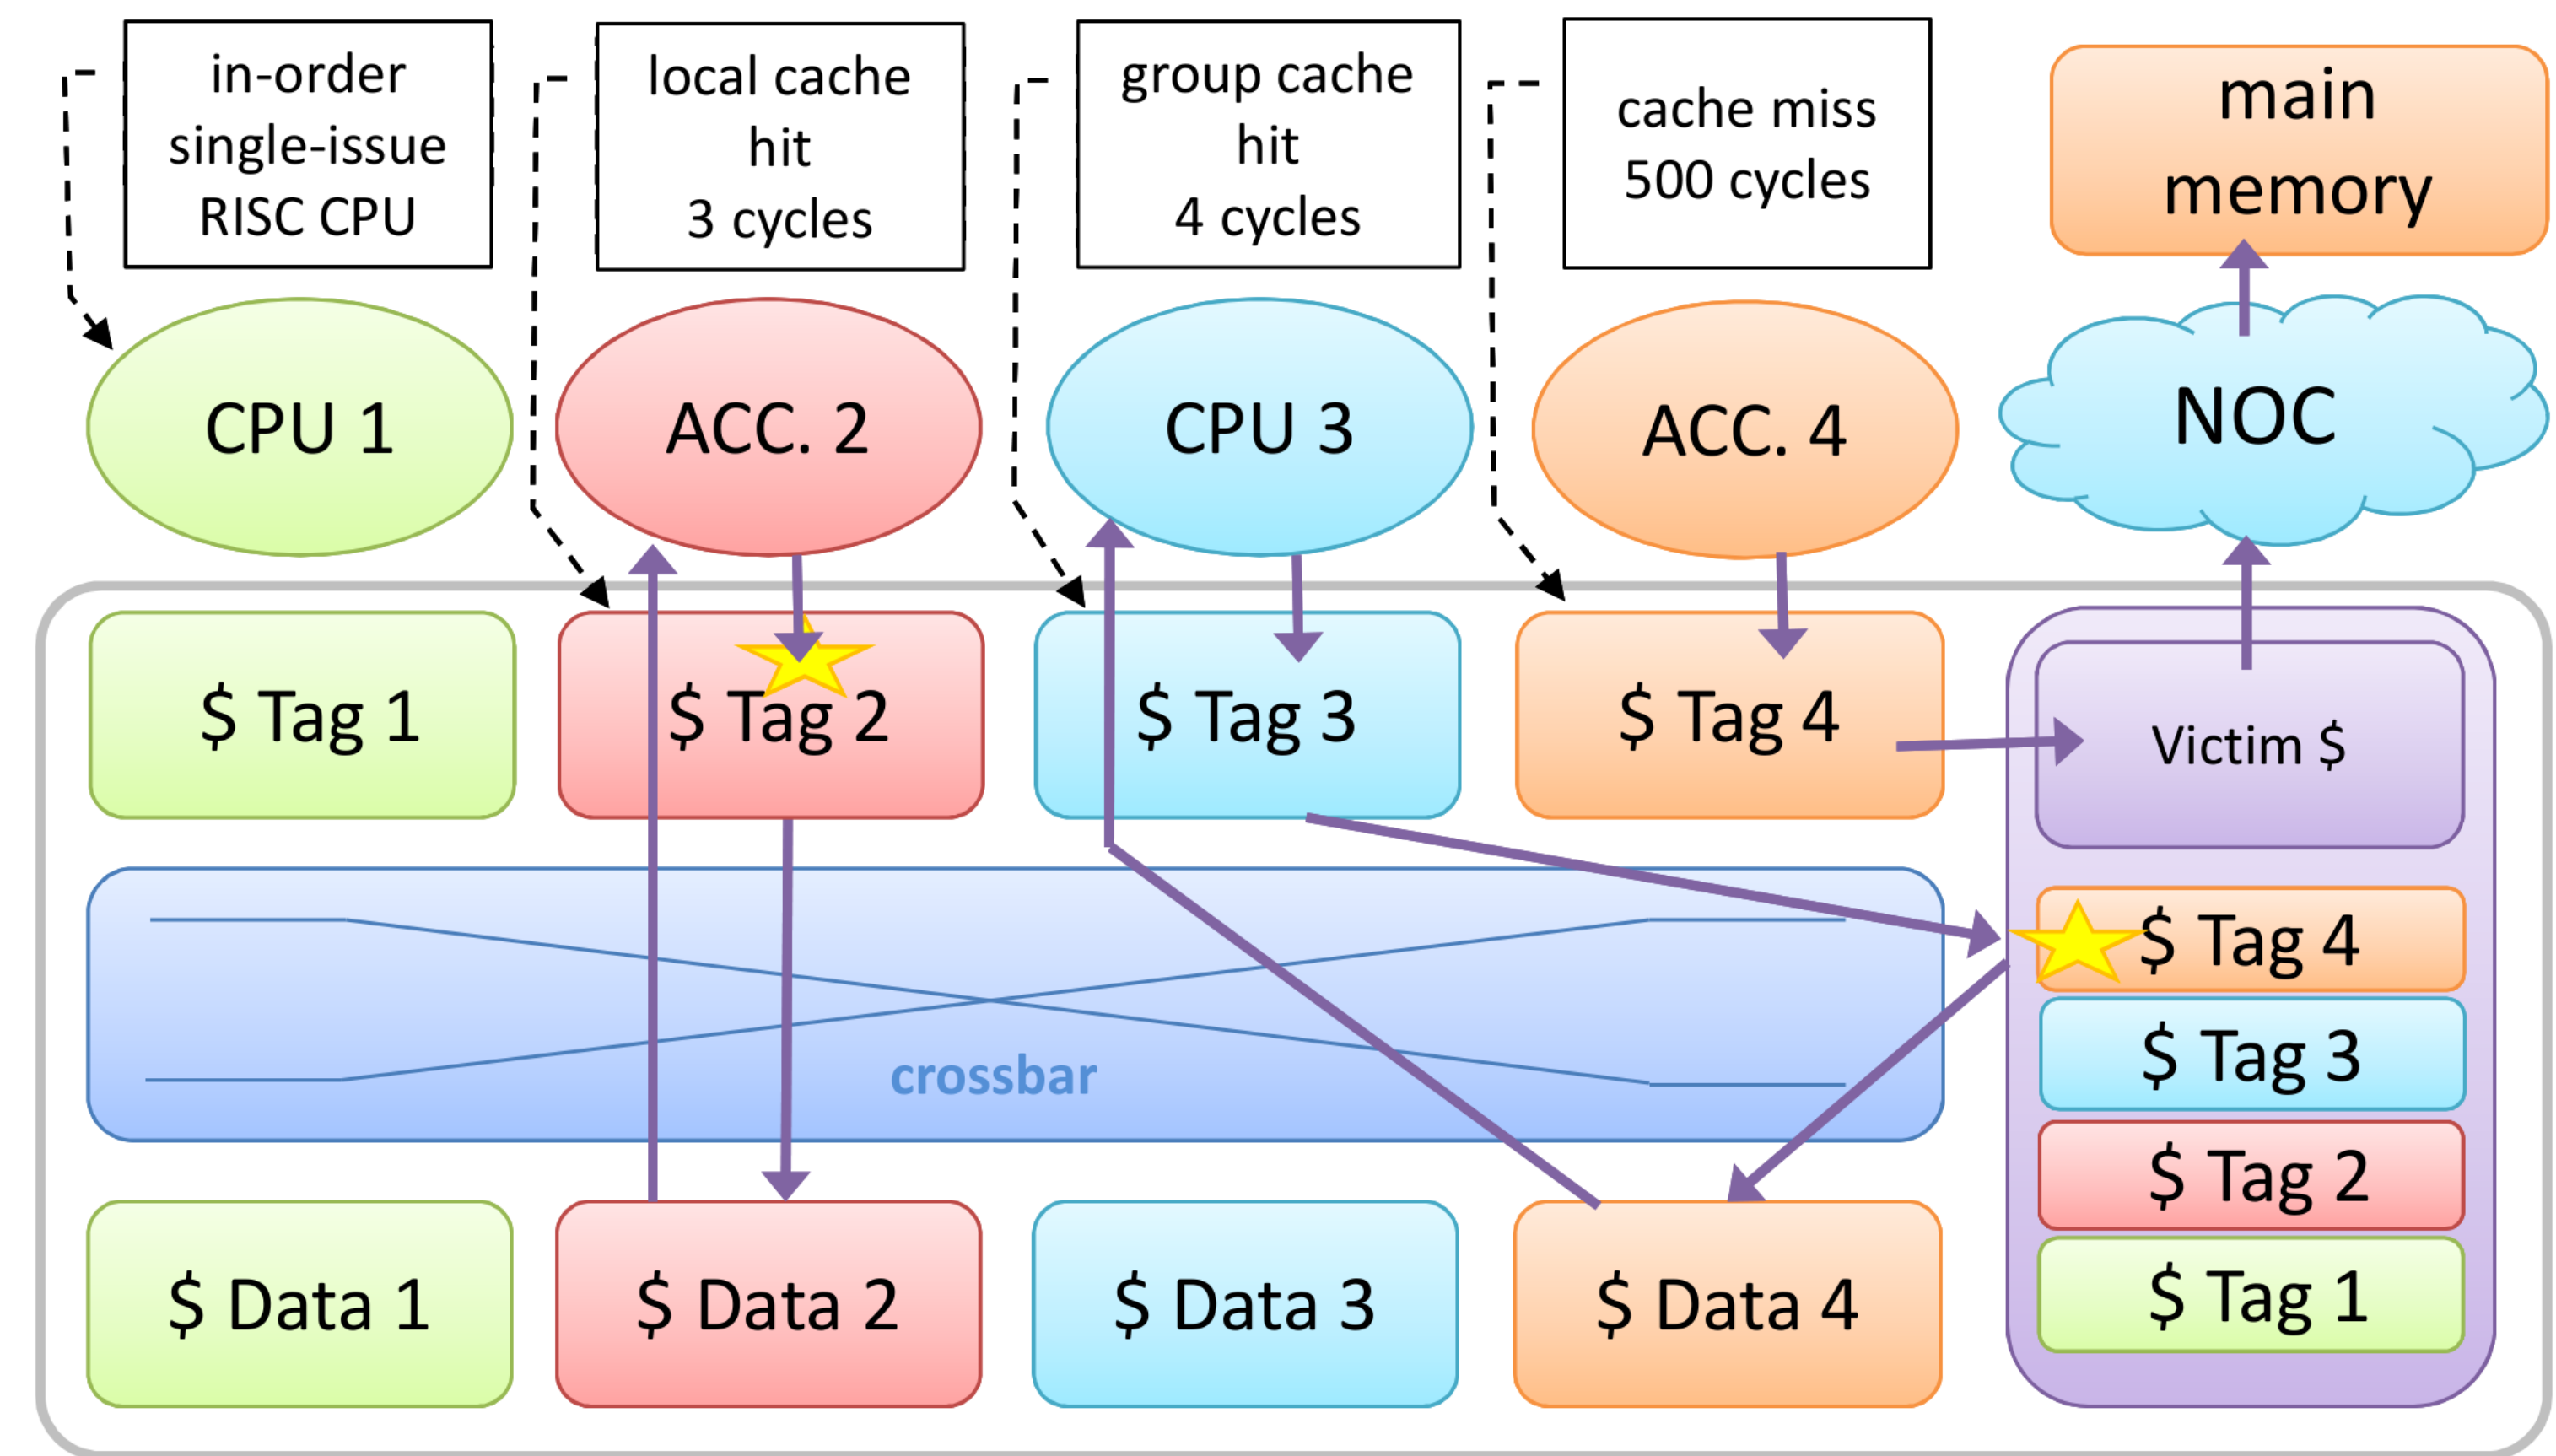 in-order
single-issue
RISC CPU
local cache
hit
3 cycles
group cache
hit
4 cycles
cache miss
500 cycles
main
memory
CPU 1
ACC. 2
CPU 3
ACC. 4
NOC
$ Tag 1
$ Tag 2
$ Tag 3
$ Tag 4
Victim $
crossbar
$ Tag 4
$ Tag 3
$ Tag 2
$ Tag 1
$ Data 1
$ Data 2
$ Data 3
$ Data 4